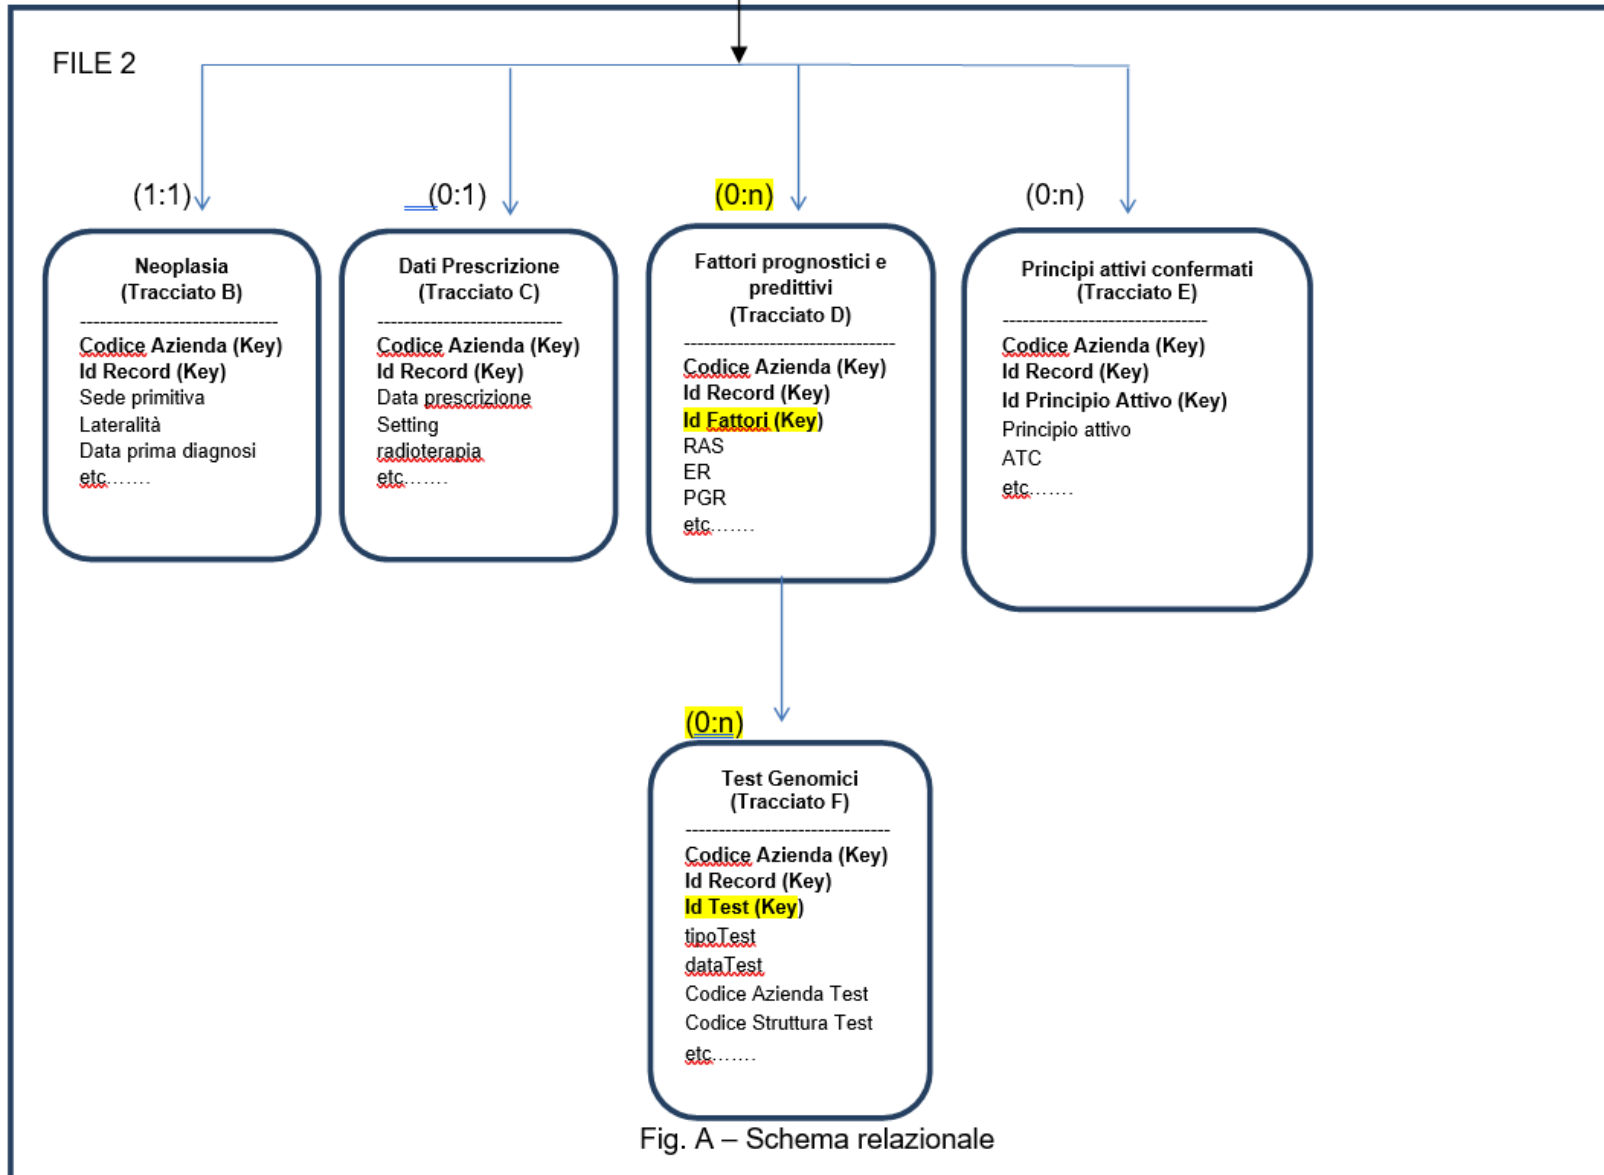 FILE 2
(1:1)
(0:1)
(0:n)
(0:n)
Neoplasia
(Tracciato B)
------------------------------
Codice Azienda (Key)
Id Record (Key)
Sede primitiva
Lateralità
Data prima diagnosi
etc.......
Dati Prescrizione
(Tracciato C)
----------------------------
Codice Azienda (Key)
Id Record (Key)
Data prescrizione
Setting
radioterapia
etc.......
Fattori prognostici e
predittivi
(Tracciato D)
--------------------------------
Codice Azienda (Key)
Id Record (Key)
Id Fattori (Key)
RAS
ER
PGR
etc.......
Principi attivi confermati
(Tracciato E)
-------------------------------
Codice Azienda (Key)
Id Record (Key)
Id Principio Attivo (Key)
Principio attivo
ATC
etc.......
(0:n)
Test Genomici
(Tracciato F)
-------------------------------
Codice Azienda (Key)
Id Record (Key)
Id Test (Key)
tipoTest
dataTest
Codice Azienda Test
Codice Struttura Test
etc.......
Fig. A – Schema relazionale